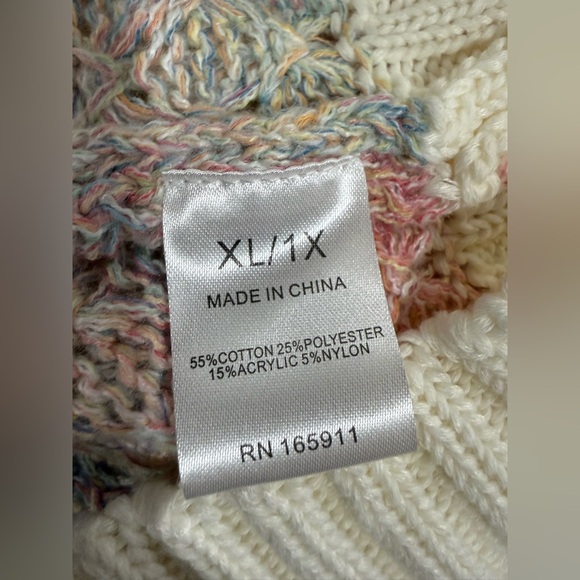 XL/1X
MADE IN CHINA
55%COTTON 25%POLYESTER
15%ACRYLIC 5%NYLON
RN 165911